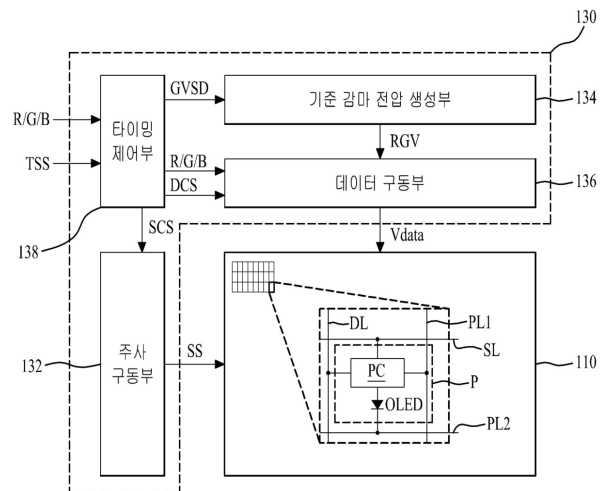 130
GVSD
기준 감마 전압 생성부
134
R/G/B
타이밍
제어부
RGV
TSS
R/G/B
데이터 구동부
136
DCS
SCS
Vdata
138
DL
PL1
SL
주사
구동부
132
SS
PC
P
110
OLED
PL2